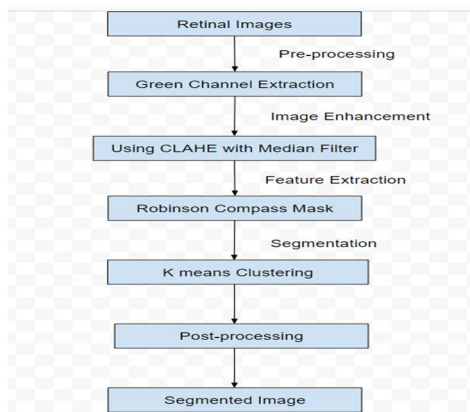 Retinal Images
Pre-processing
Green Channel Extraction
Image Enhancement
Using CLAHE with Median Filter
Feature Extraction
Robinson Compass Mask
Segmentation
K means Clustering
Post-processing
Segmented Image